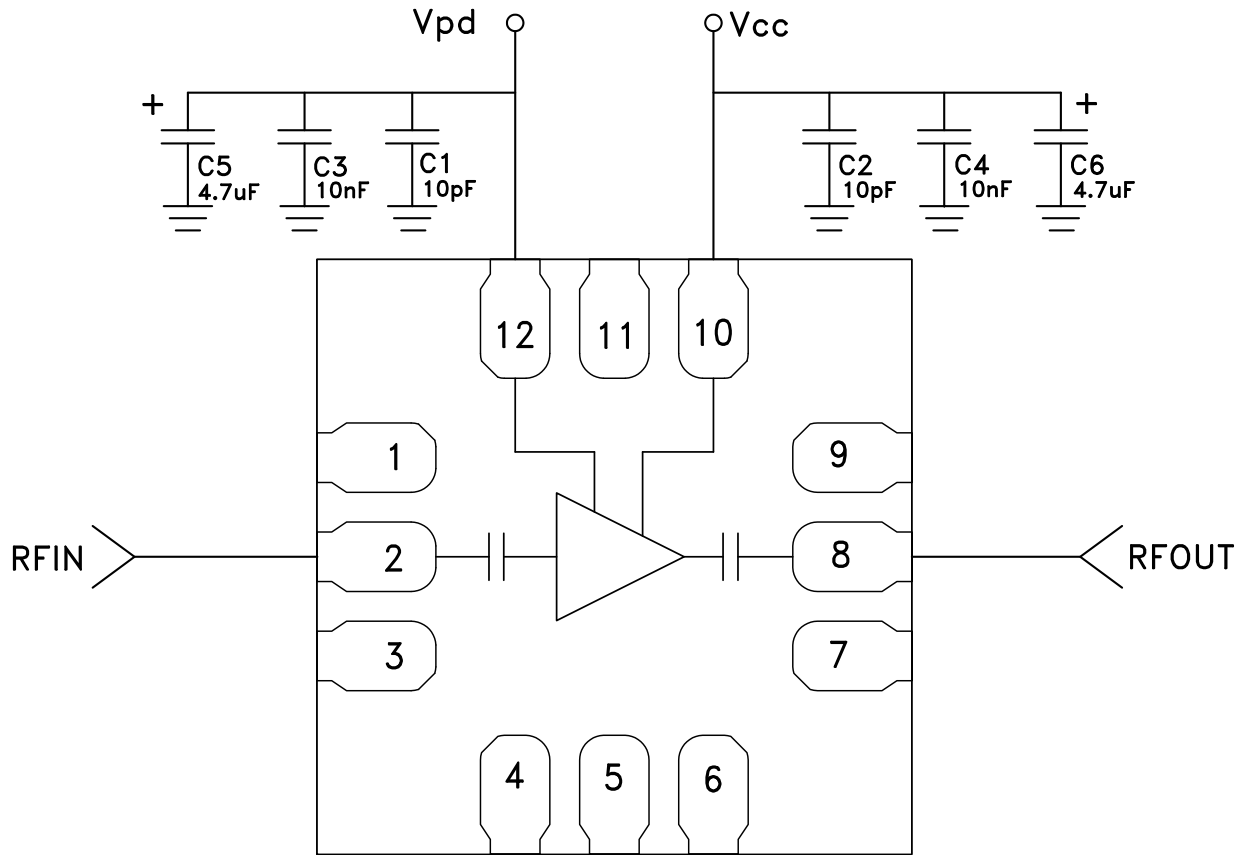 Vpd
Vcc
+
+
C5
4.7uF
C3
10nF
C1
10pF
C2
10pF
C4
10nF
C6
4.7uF
12
11
10
1
9
RFIN
2
8
RFOUT
3
7
4
5
6